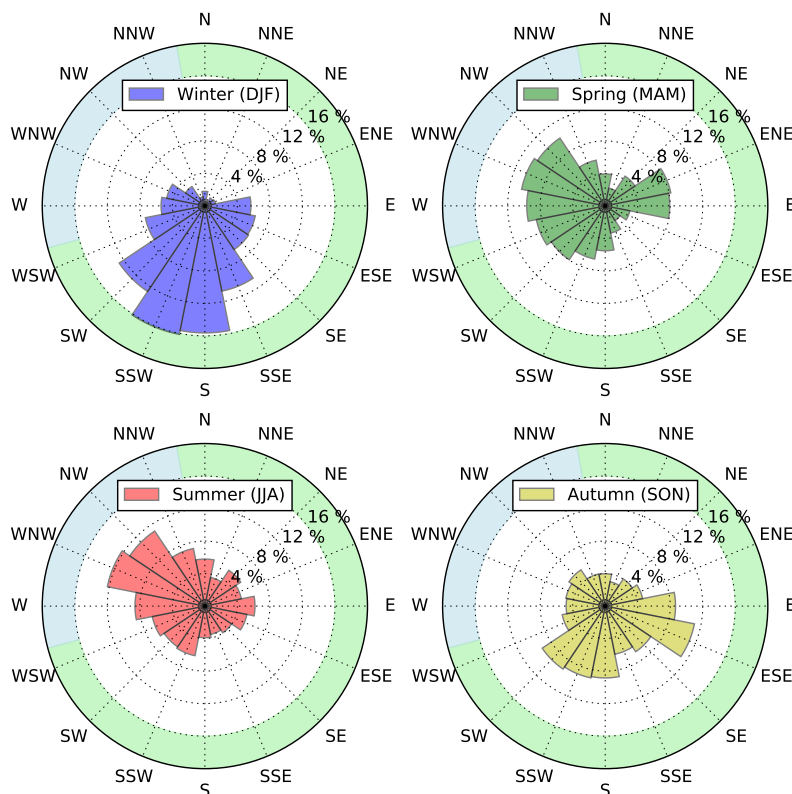 N
NNW
NNE
NW
NE
Winter (DJF)
16 %
12 %
WNW
ENE
8 %
4 %
W
E
WSW
ESE
SW
SE
SSW
SSE
S
N
NNW
NNE
NW
NE
Spring (MAM)
16 %
12 %
WNW
ENE
8 %
4 %
W
E
WSW
ESE
SW
SE
SSW
SSE
S
N
NNW
NNE
NW
NE
Summer (JJA)
16 %
12 %
WNW
ENE
8 %
4 %
W
E
WSW
ESE
SW
SE
SSW
SSE
S
N
NNW
NNE
NW
NE
Autumn (SON)
16 %
12 %
WNW
ENE
8 %
4 %
W
E
WSW
ESE
SW
SE
SSW
SSE
S